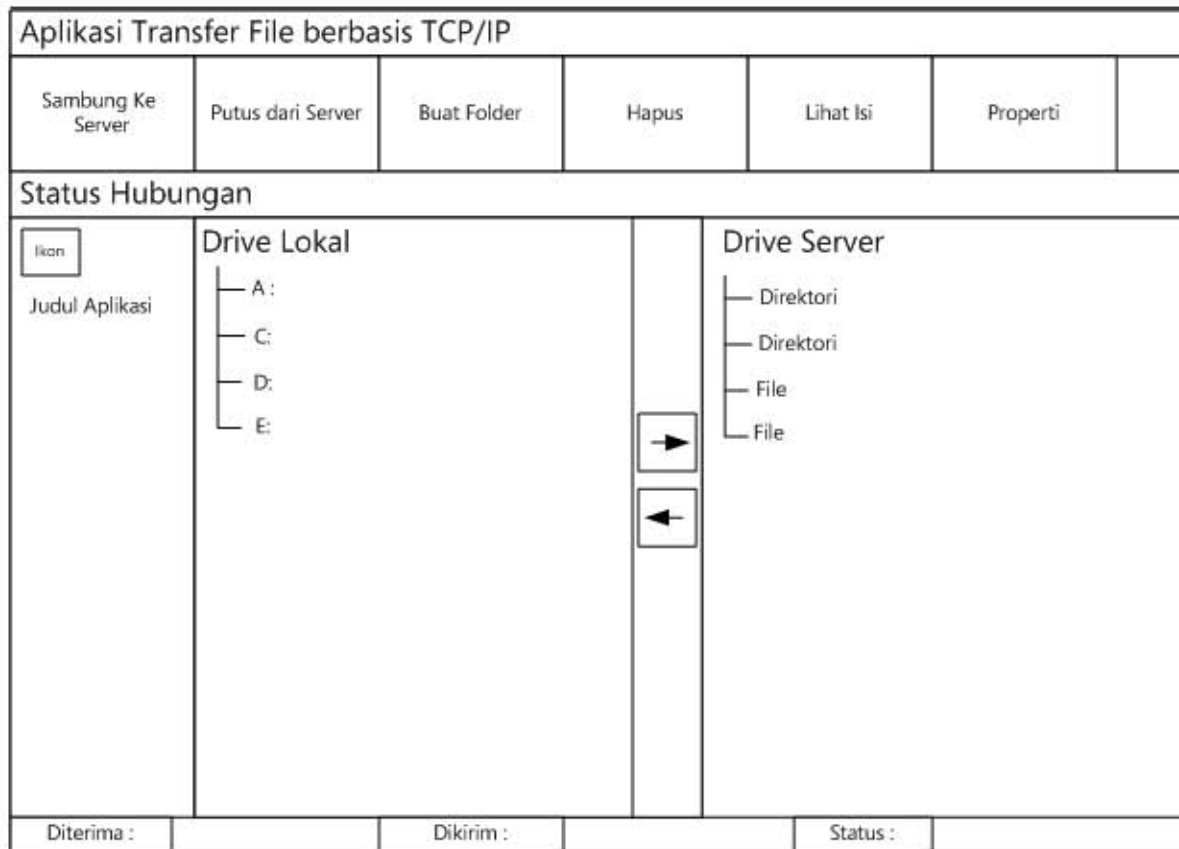 Aplikasi Transfer File berbasis TCP/IP
Sambung Ke
Server
Putus dari Server
Buat Folder
Hapus
Lihat Isi
Properti
Status Hubungan
Ikon
Judul Aplikasi
Drive Lokal
A :
C:
D:
E:
Drive Server
Direktori
Direktori
File
File
Diterima :
Dikirim :
Status :